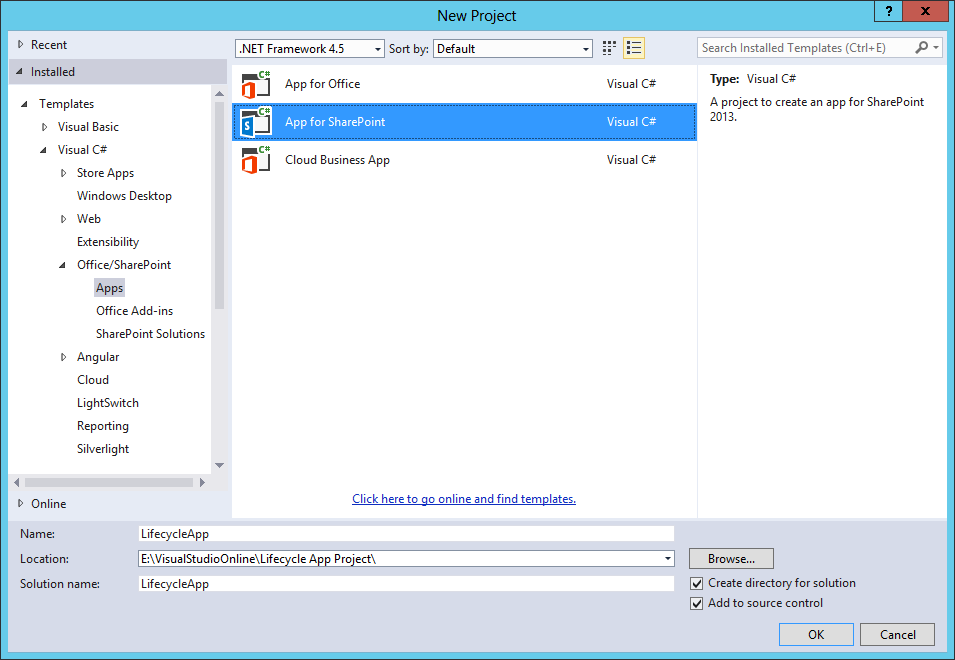 New Project
?
x
Recent
Installed
Templates
Visual Basic
Visual C#
Store Apps
Windows Desktop
Web
Extensibility
Office/SharePoint
Apps
Office Add-ins
SharePoint Solutions
Angular
Cloud
LightSwitch
Reporting
Silverlight
Online
.NET Framework 4.5 Sort by: Default
Search Installed Templates (Ctrl+E)
C# App for Office Visual C#
C# S App for SharePoint Visual C#
C# Cloud Business App Visual C#
Click here to go online and find templates.
Type: Visual C#
A project to create an app for SharePoint
2013.
Name: LifecycleApp
Location: E:\VisualStudioOnline\Lifecycle App Project\ Browse...
Solution name: LifecycleApp
Create directory for solution
Add to source control
OK Cancel